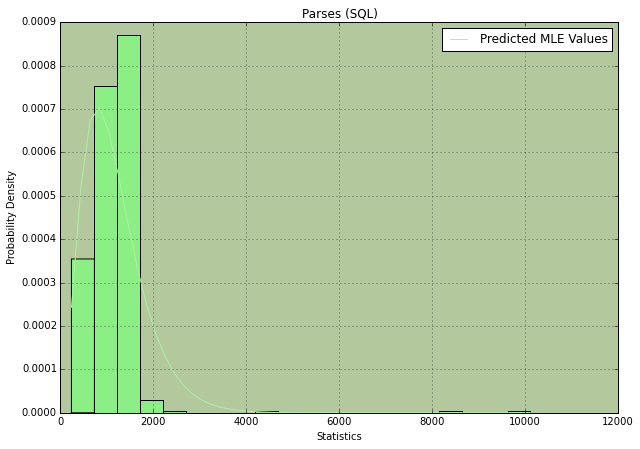 Parses (SQL)
Predicted MLE Values
0.0009
0.0008
0.0007
0.0006
0.0005
0.0004
0.0003
0.0002
0.0001
0.0000
Probability Density
0 2000 4000 6000 8000 10000 12000
Statistics